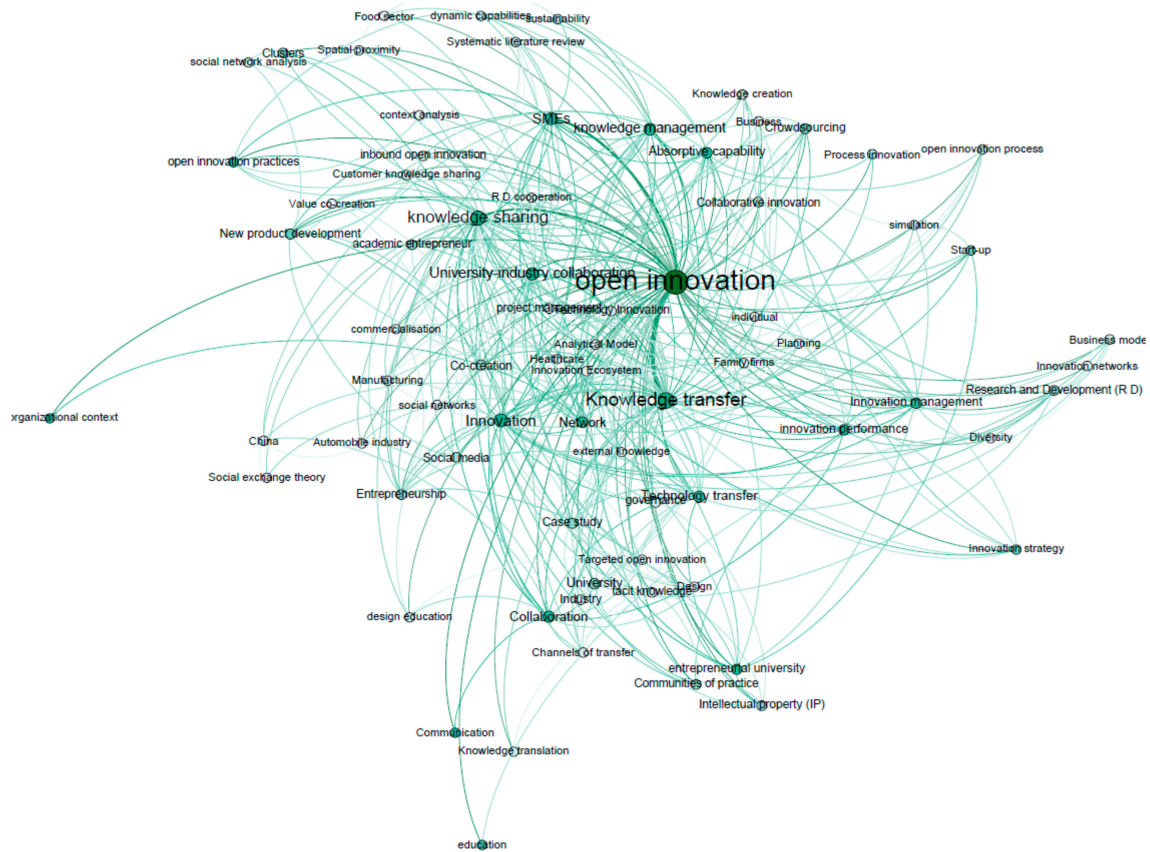 Food sector
dynamic capabilities
sustainability
Systematic literature review
Clusters
Spatial proximity
social network analysis
Knowledge creation
context analysis
SMEs
knowledge management
Business
Crowdsourcing
open innovation practices
inbound open innovation
Absorptive capability
Process innovation
open innovation process
Customer knowledge sharing
R D cooperation
Collaborative innovation
Value co-creation
knowledge sharing
simulation
New product development
academic entrepreneur
Start-up
University-industry collaboration
open innovation
project management
Technology innovation
individual
commercialisation
Analytical Model
Planning
Business mode
Healthcare
Family firms
Co-creation
Innovation Ecosystem
Innovation networks
Manufacturing
Research and Development (R D)
social networks
Knowledge transfer
Innovation management
organizational context
Innovation
Network
innovation performance
China
Automobile industry
Diversity
Social media
external knowledge
Social exchange theory
Entrepreneurship
Technology transfer
governance
Case study
Innovation strategy
Targeted open innovation
University
Design
tacit knowledge
Industry
design education
Collaboration
Channels of transfer
entrepreneurial university
Communities of practice
Intellectual property (IP)
Communication
Knowledge translation
education